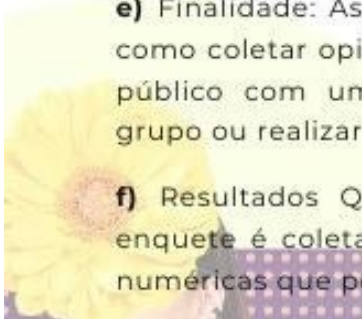 e) Finalidade: As
como coletar opi
público com um
grupo ou realizar
f) Resultados Q
enquete é coleta
numéricas que p